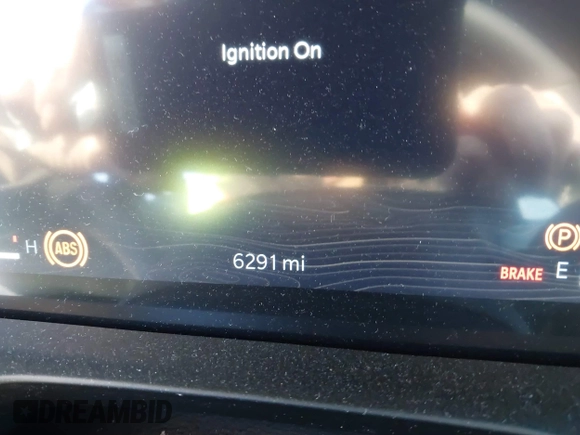 Ignition On
H
ABS
6291 mi
P
BRAKE
E
DREAMBID